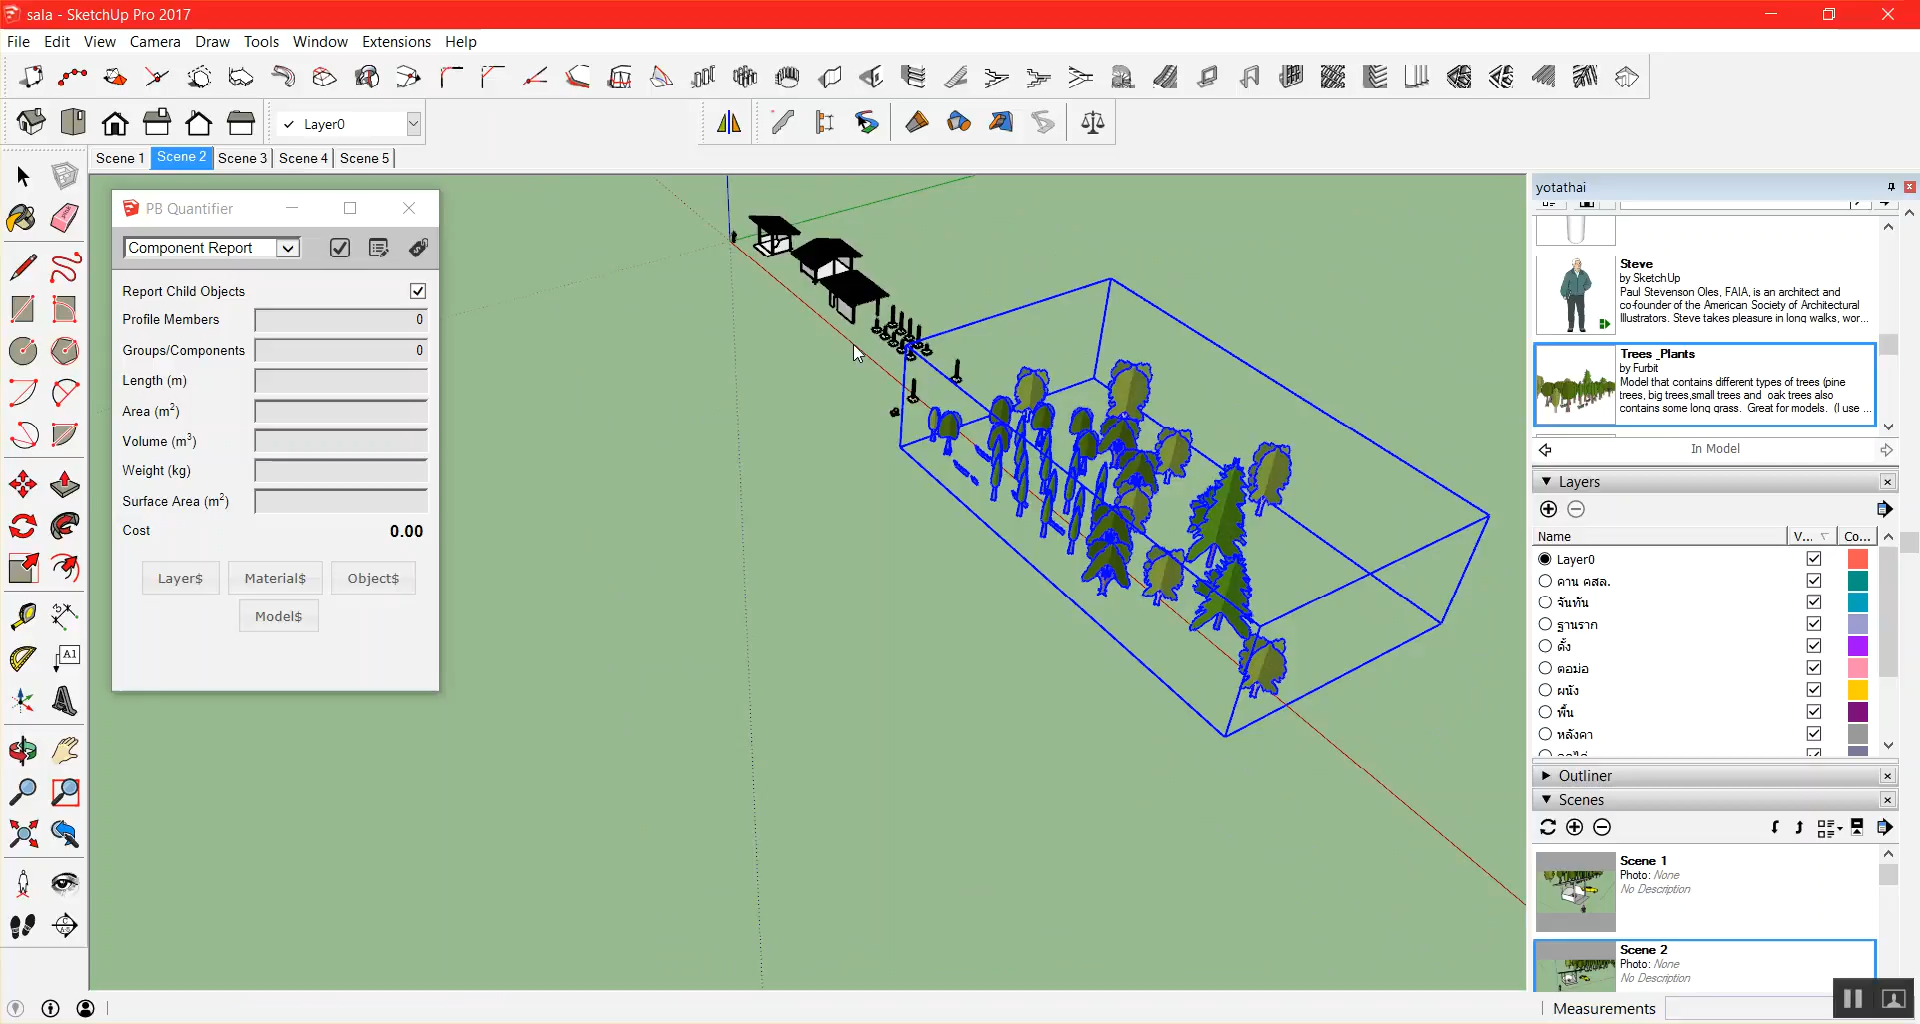 sala - SketchUp Pro 2017
File Edit View Camera Draw Tools Window Extensions Help
Layer0
Scene 1 Scene 2 Scene 3 Scene 4 Scene 5
PB Quantifier
Component Report
Report Child Objects
Profile Members 0
Groups/Components 0
Length (m)
Area (m²)
Volume (m³)
Weight (kg)
Surface Area (m²)
Cost 0.00
Layer$ Material$ Object$
Model$
A1
yotathai
Steve
by SketchUp
Paul Stevenson Oles, FAIA, is an architect and
co-founder of the American Society of Architectural
Illustrators. Steve takes pleasure in long walks, wor...
Trees _Plants
by Furbit
Model that contains different types of trees (pine
trees, big trees,small trees and oak trees also
contains some long grass. Great for models. (I use ...
In Model
Layers
Name V... Co...
Layer0
คาน คสล.
จันทัน
ฐานราก
ดั้ง
ตอม่อ
ผนัง
พื้น
หลังคา
Outliner
Scenes
Scene 1
Photo: None
No Description
Scene 2
Photo: None
No Description
Measurements